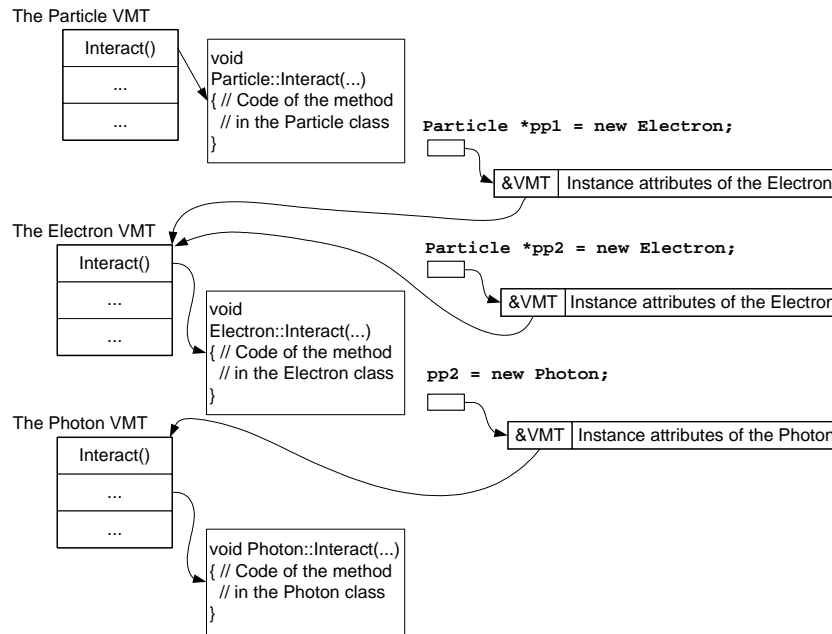 The Particle VMT
Interact()
...
...
void
Particle::Interact(...)
{ // Code of the method
// in the Particle class
}
Particle *pp1 = new Electron;
&VMT Instance attributes of the Electron
The Electron VMT
Interact()
...
...
void
Electron::Interact(...)
{ // Code of the method
// in the Electron class
}
Particle *pp2 = new Electron;
&VMT Instance attributes of the Electron
pp2 = new Photon;
&VMT Instance attributes of the Photon
The Photon VMT
Interact()
...
...
void Photon::Interact(...)
{ // Code of the method
// in the Photon class
}